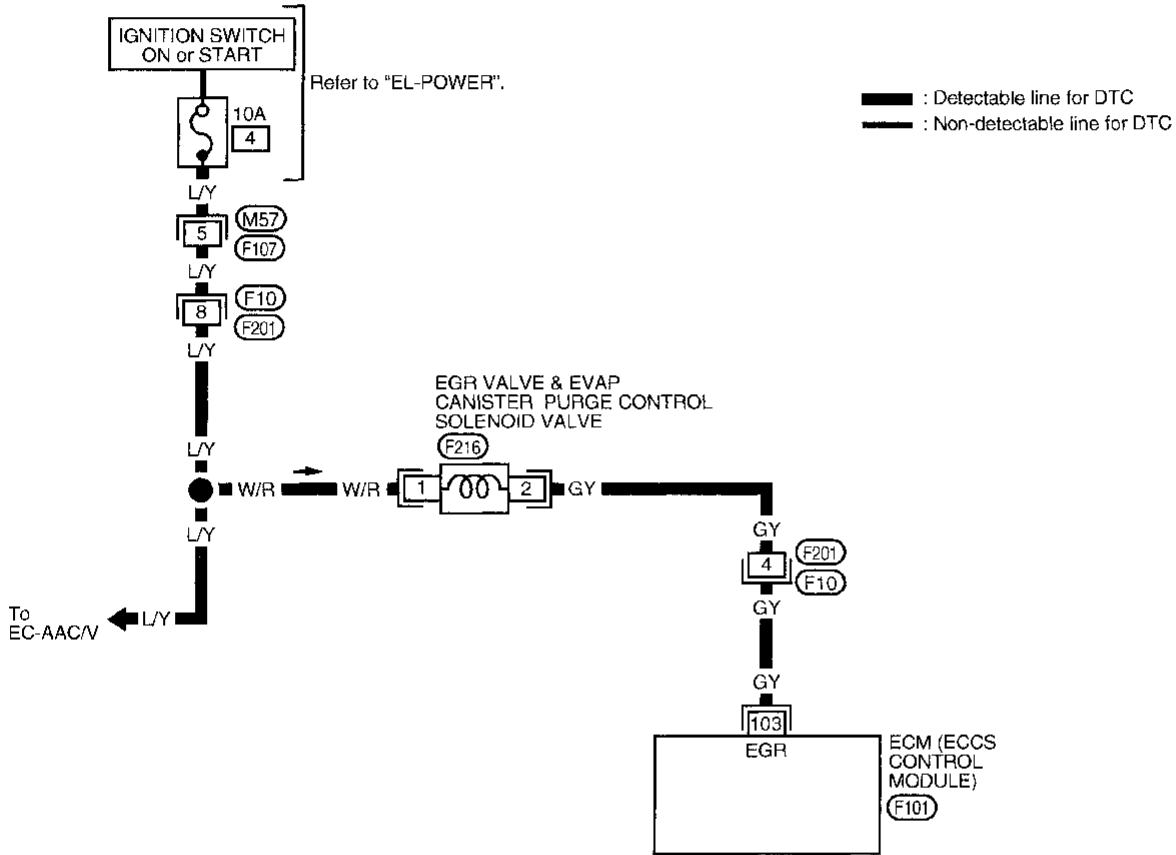 IGNITION SWITCH
ON or START
Refer to "EL-POWER".
10A
4
L/Y
5
M57
F107
L/Y
8
F10
F201
L/Y
L/Y
: Detectable line for DTC
: Non-detectable line for DTC
EGR VALVE & EVAP
CANISTER PURGE CONTROL
SOLENOID VALVE
F216
W/R
W/R
1
2
GY
L/Y
L/Y
To
EC-AAC/V
GY
4
F201
F10
GY
GY
103
EGR
ECM (ECCS
CONTROL
MODULE)
F101